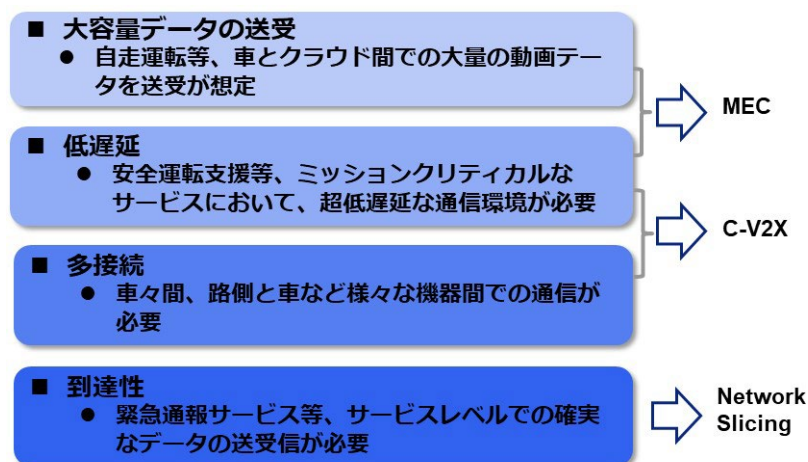 ■ 大容量データの送受
● 自走運転等、車とクラウド間での大量の動画デー
タを送受が想定
MEC
■ 低遅延
● 安全運転支援等、ミッションクリティカルな
サービスにおいて、超低遅延な通信環境が必要
C-V2X
■ 多接続
● 車々間、路側と車など様々な機器間での通信が
必要
■ 到達性
● 緊急通報サービス等、サービスレベルでの確実
なデータの送受信が必要
Network
Slicing